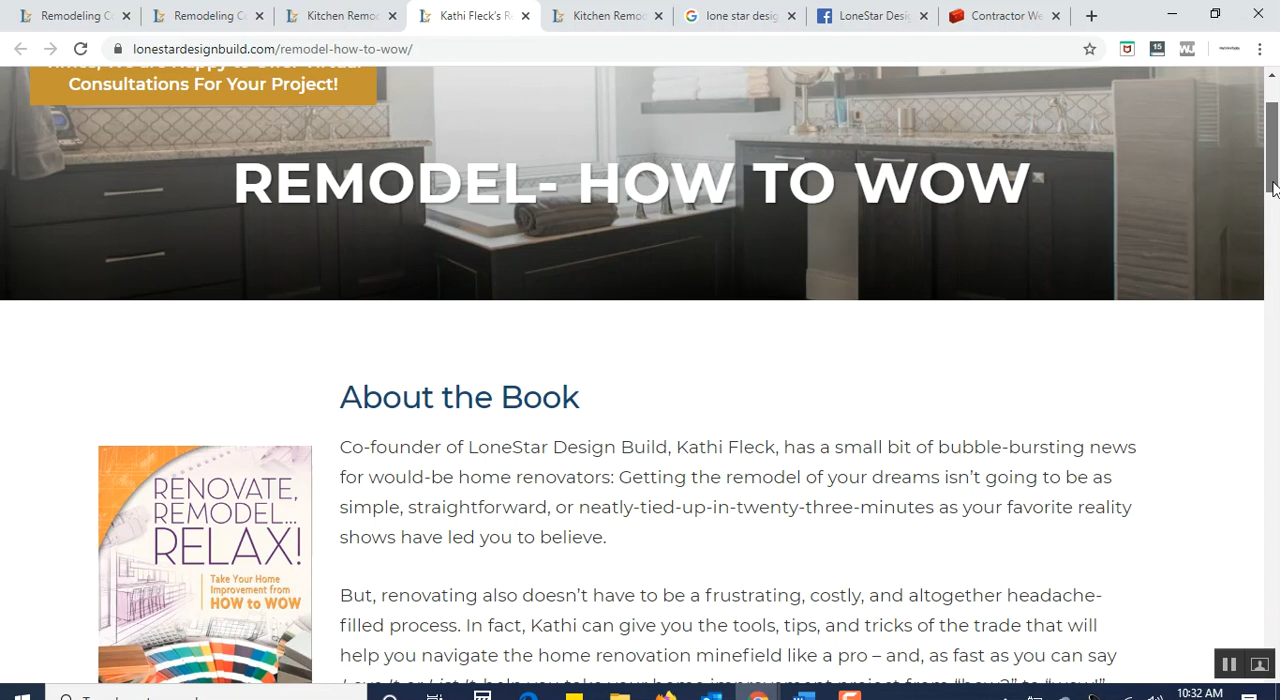 Remodeling Co
Remodeling Co
Kitchen Remod
Kathi Fleck's R
Kitchen Remod
lone star desig
LoneStar Desi
Contractor We
lonestardesignbuild.com/remodel-how-to-wow/
15
Consultations For Your Project!
REMODEL- HOW TO WOW
About the Book
Co-founder of LoneStar Design Build, Kathi Fleck, has a small bit of bubble-bursting news
for would-be home renovators: Getting the remodel of your dreams isn't going to be as
simple, straightforward, or neatly-tied-up-in-twenty-three-minutes as your favorite reality
shows have led you to believe.
But, renovating also doesn't have to be a frustrating, costly, and altogether headache-
filled process. In fact, Kathi can give you the tools, tips, and tricks of the trade that will
help you navigate the home renovation minefield like a pro – and, as fast as you can say
RENOVATE,
REMODEL...
RELAX!
Take Your Home
Improvement from
HOW to WOW
10:32 AM